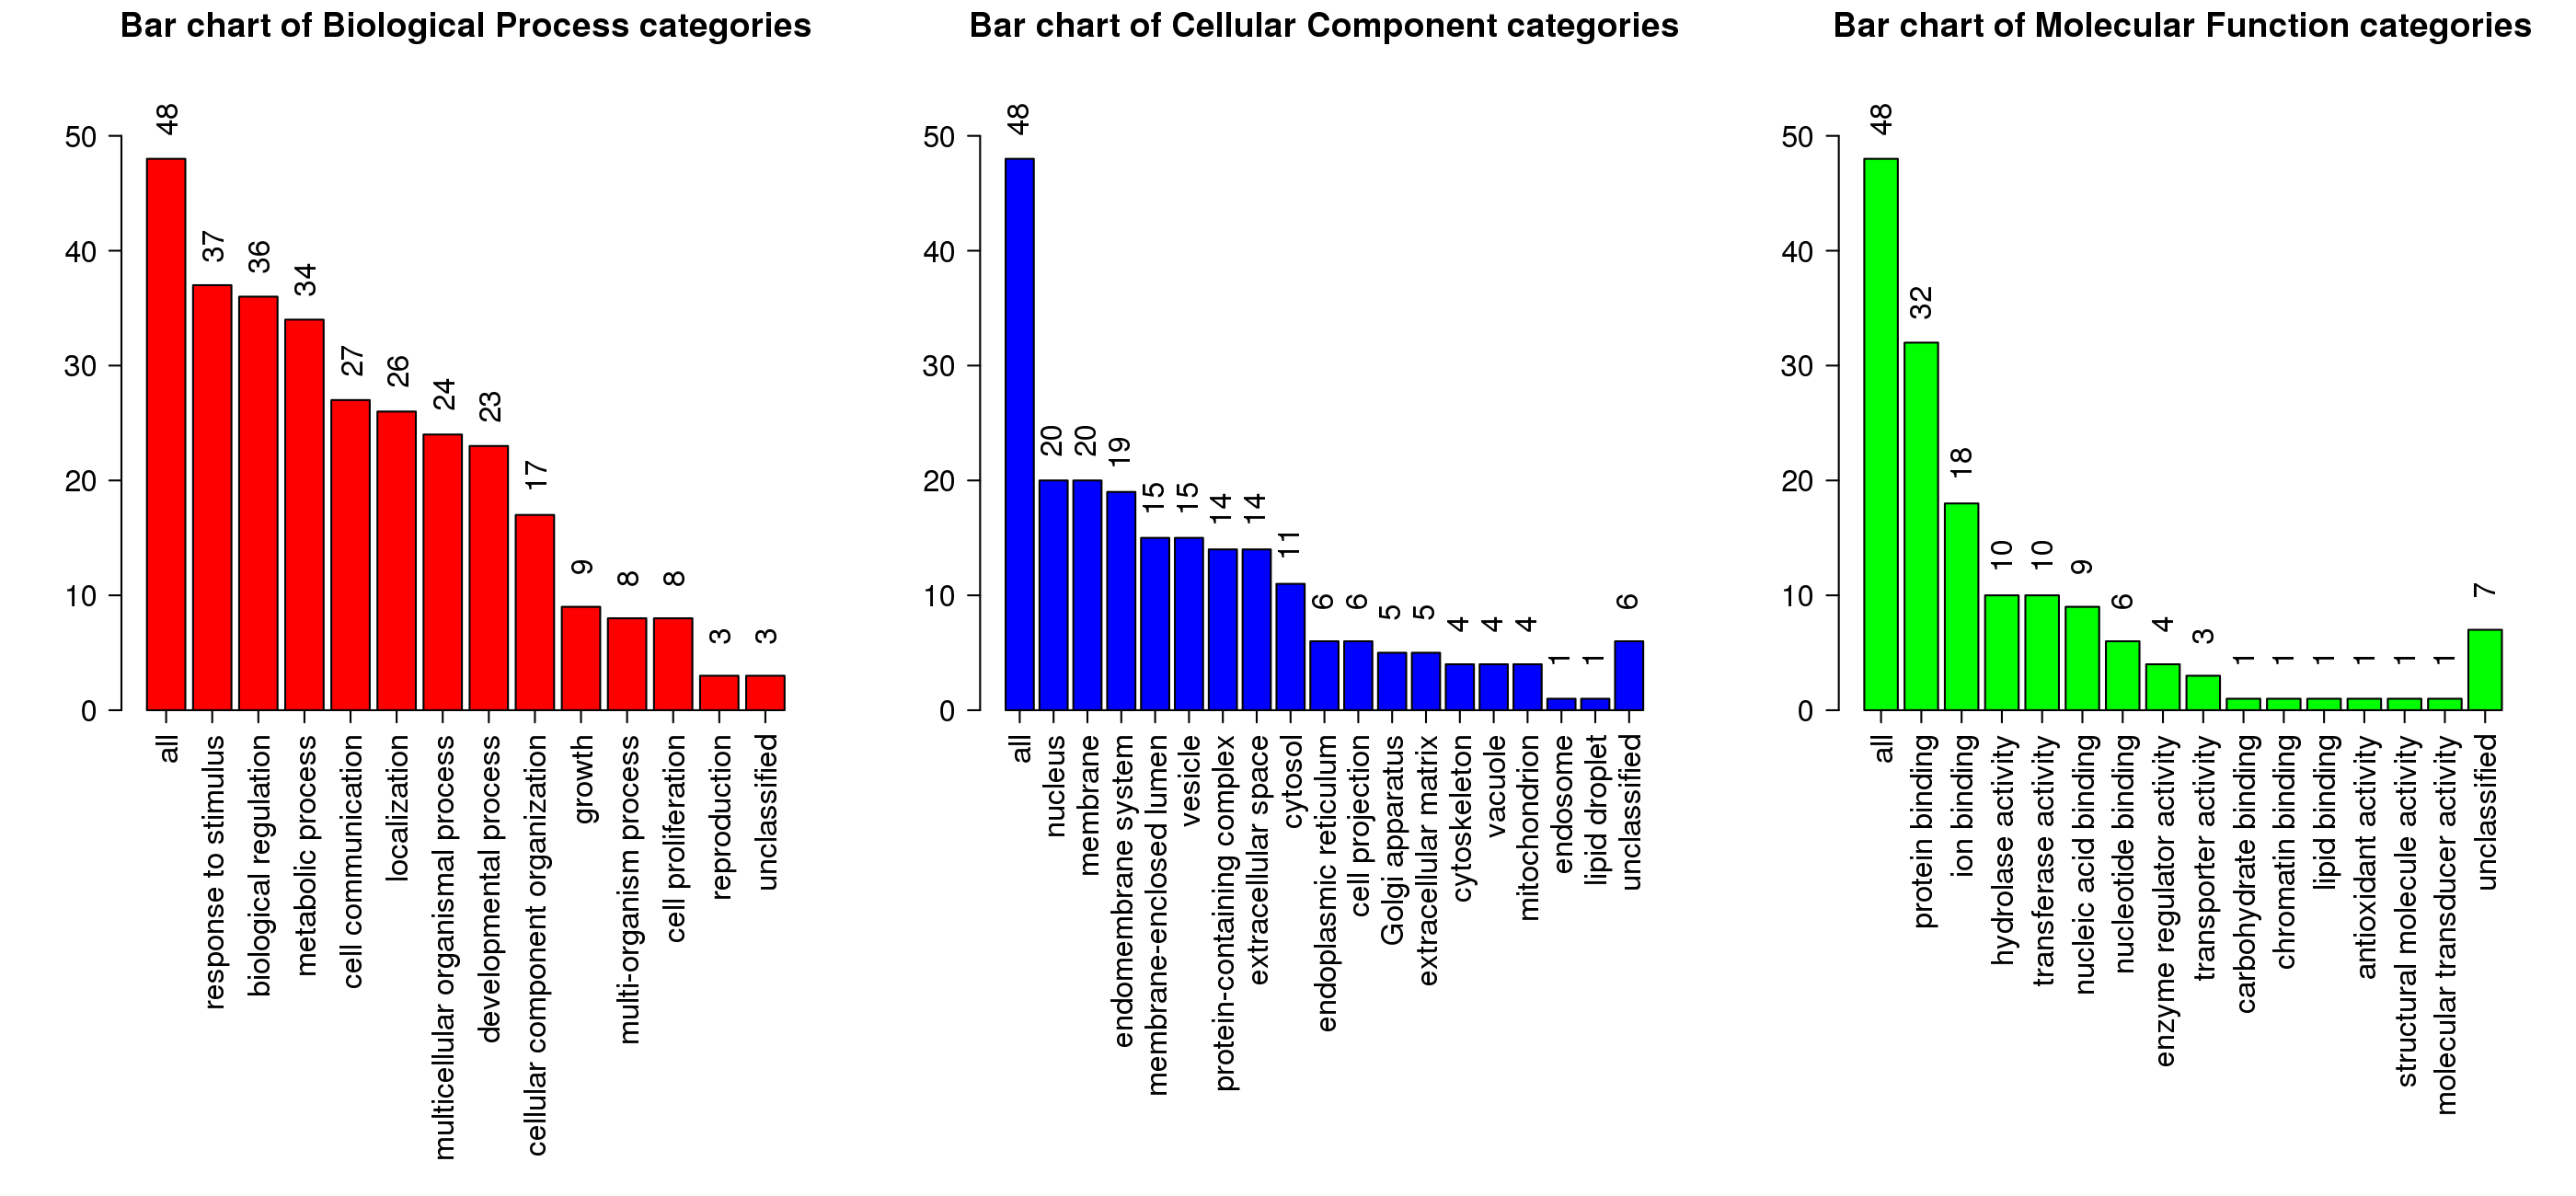 Bar chart of Biological Process categories
50
40
30
20
10
0
48
37
36
34
27
26
24
23
17
9
8
8
3
3
all
response to stimulus
biological regulation
metabolic process
cell communication
localization
multicellular organismal process
developmental process
cellular component organization
growth
multi-organism process
cell proliferation
reproduction
unclassified
Bar chart of Cellular Component categories
50
40
30
20
10
0
48
20
20
19
15
15
14
14
11
6
6
5
5
4
4
4
1
1
6
all
nucleus
membrane
endomembrane system
membrane-enclosed lumen
vesicle
protein-containing complex
extracellular space
cytosol
endoplasmic reticulum
cell projection
Golgi apparatus
extracellular matrix
cytoskeleton
vacuole
mitochondrion
endosome
lipid droplet
unclassified
Bar chart of Molecular Function categories
50
40
30
20
10
0
48
32
18
10
10
9
6
4
3
1
1
1
1
1
1
7
all
protein binding
ion binding
hydrolase activity
transferase activity
nucleic acid binding
nucleotide binding
enzyme regulator activity
transporter activity
carbohydrate binding
chromatin binding
lipid binding
antioxidant activity
structural molecule activity
molecular transducer activity
unclassified